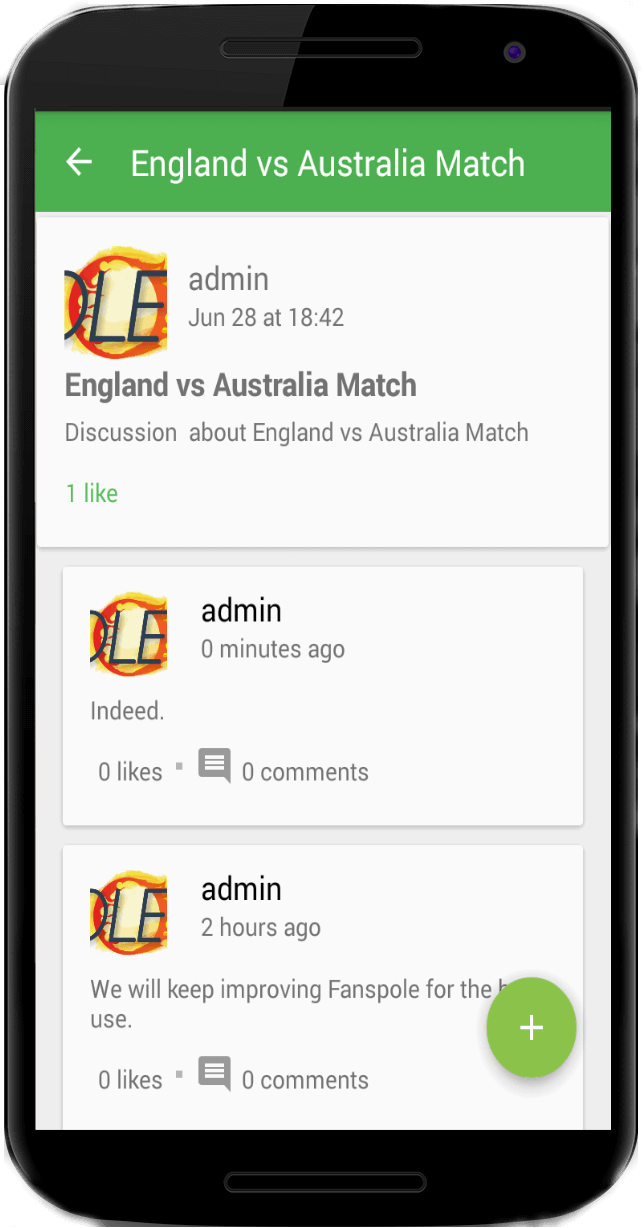 England vs Australia Match
OLE
admin
Jun 28 at 18:42
England vs Australia Match
Discussion  about England vs Australia Match
1 like
OLE
admin
0 minutes ago
Indeed.
0 likes
0 comments
OLE
admin
2 hours ago
We will keep improving Fanspole for the
use.
0 likes
0 comments